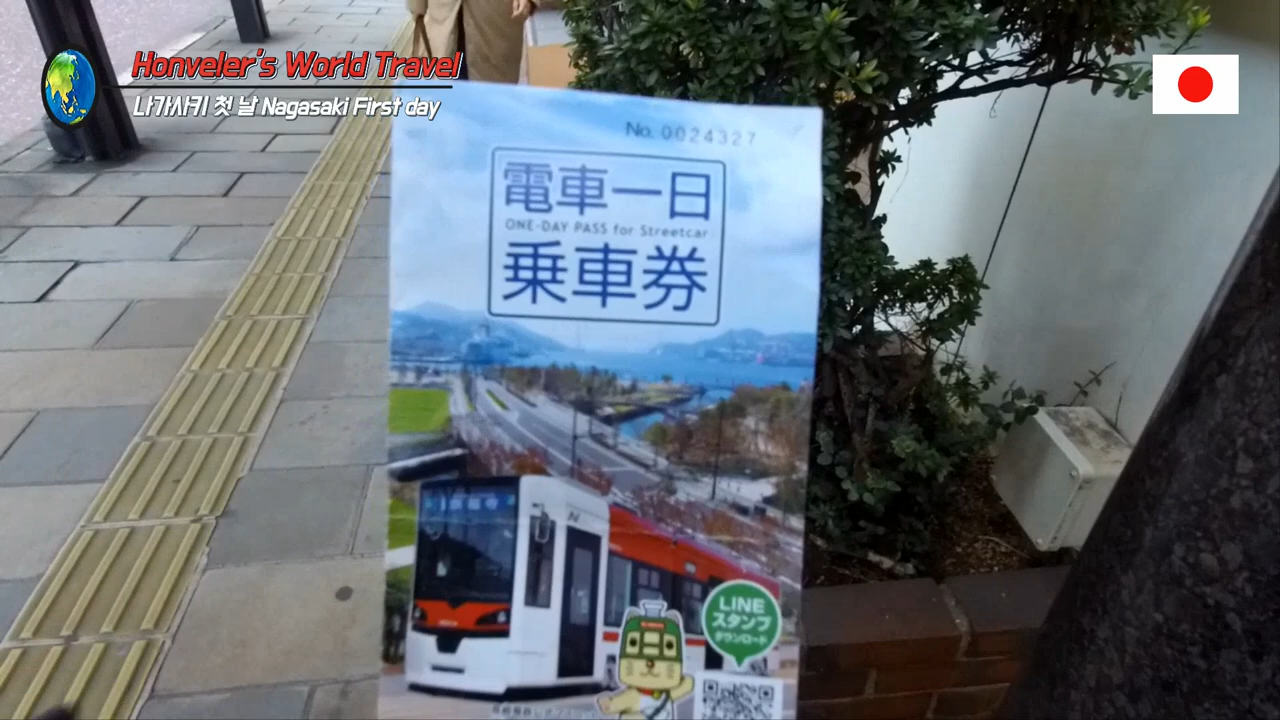 Honveler's World Travel
나가사키 첫 날 Nagasaki First day
No. 0024327
電車一日
ONE-DAY PASS for Streetcar
乗車券
LINE
スタンプ
ダウンロード